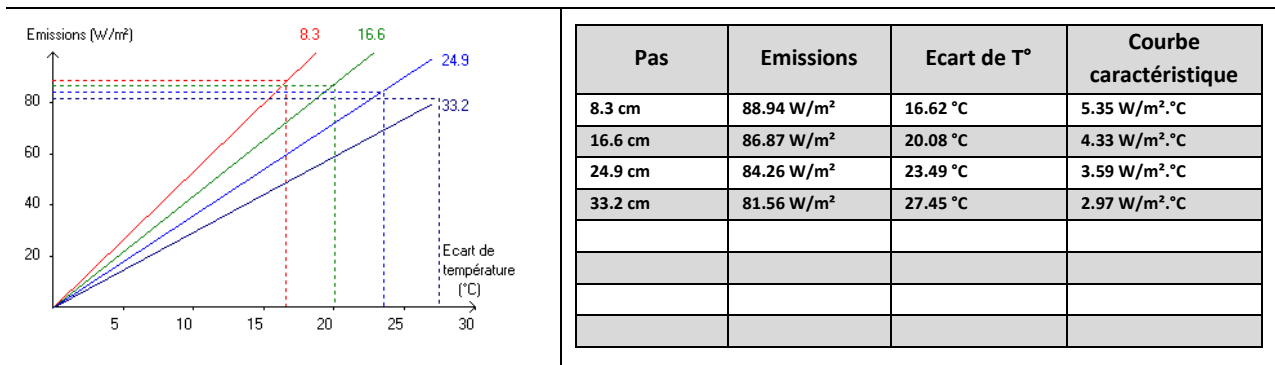 Emissions (W/m²)
8.3
16.6
24.9
33.2
80
60
40
20
Ecart de
température
(°C)
5
10
15
20
25
30
Pas Emissions Ecart de T° Courbe
caractéristique
8.3 cm 88.94 W/m² 16.62 °C 5.35 W/m².°C
16.6 cm 86.87 W/m² 20.08 °C 4.33 W/m².°C
24.9 cm 84.26 W/m² 23.49 °C 3.59 W/m².°C
33.2 cm 81.56 W/m² 27.45 °C 2.97 W/m².°C